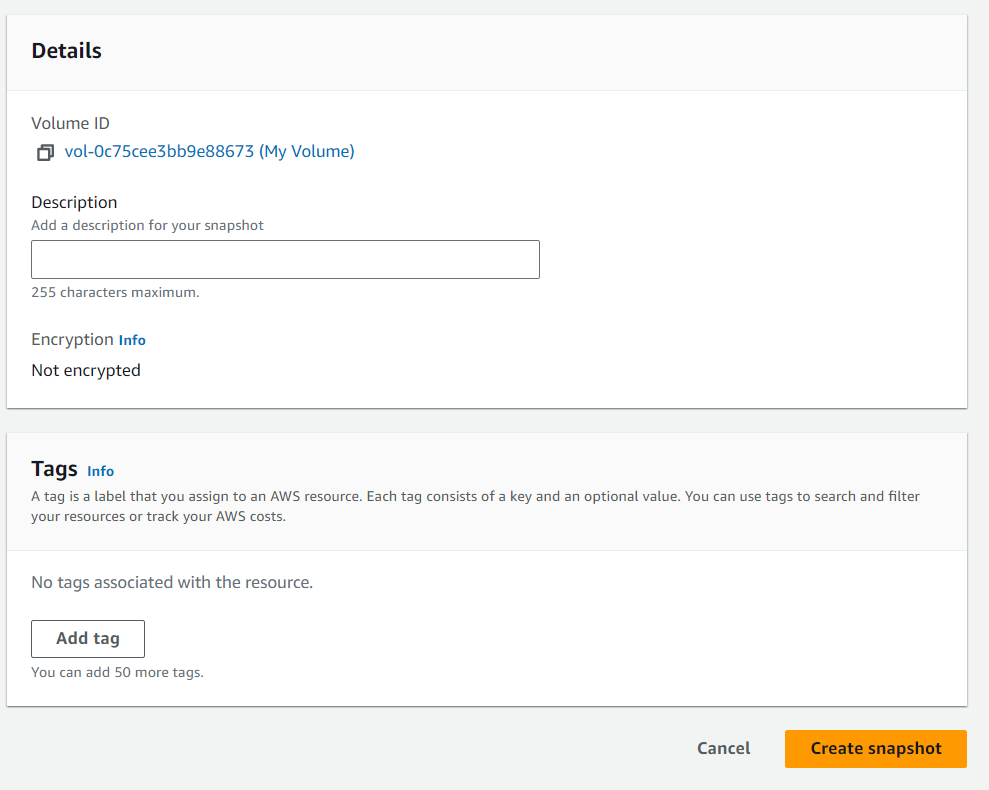 Details
Volume ID
vol-0c75cee3bb9e88673 (My Volume)
Description
Add a description for your snapshot
255 characters maximum.
Encryption Info
Not encrypted
Tags Info
A tag is a label that you assign to an AWS resource. Each tag consists of a key and an optional value. You can use tags to search and filter
your resources or track your AWS costs.
No tags associated with the resource.
Add tag
You can add 50 more tags.
Cancel Create snapshot